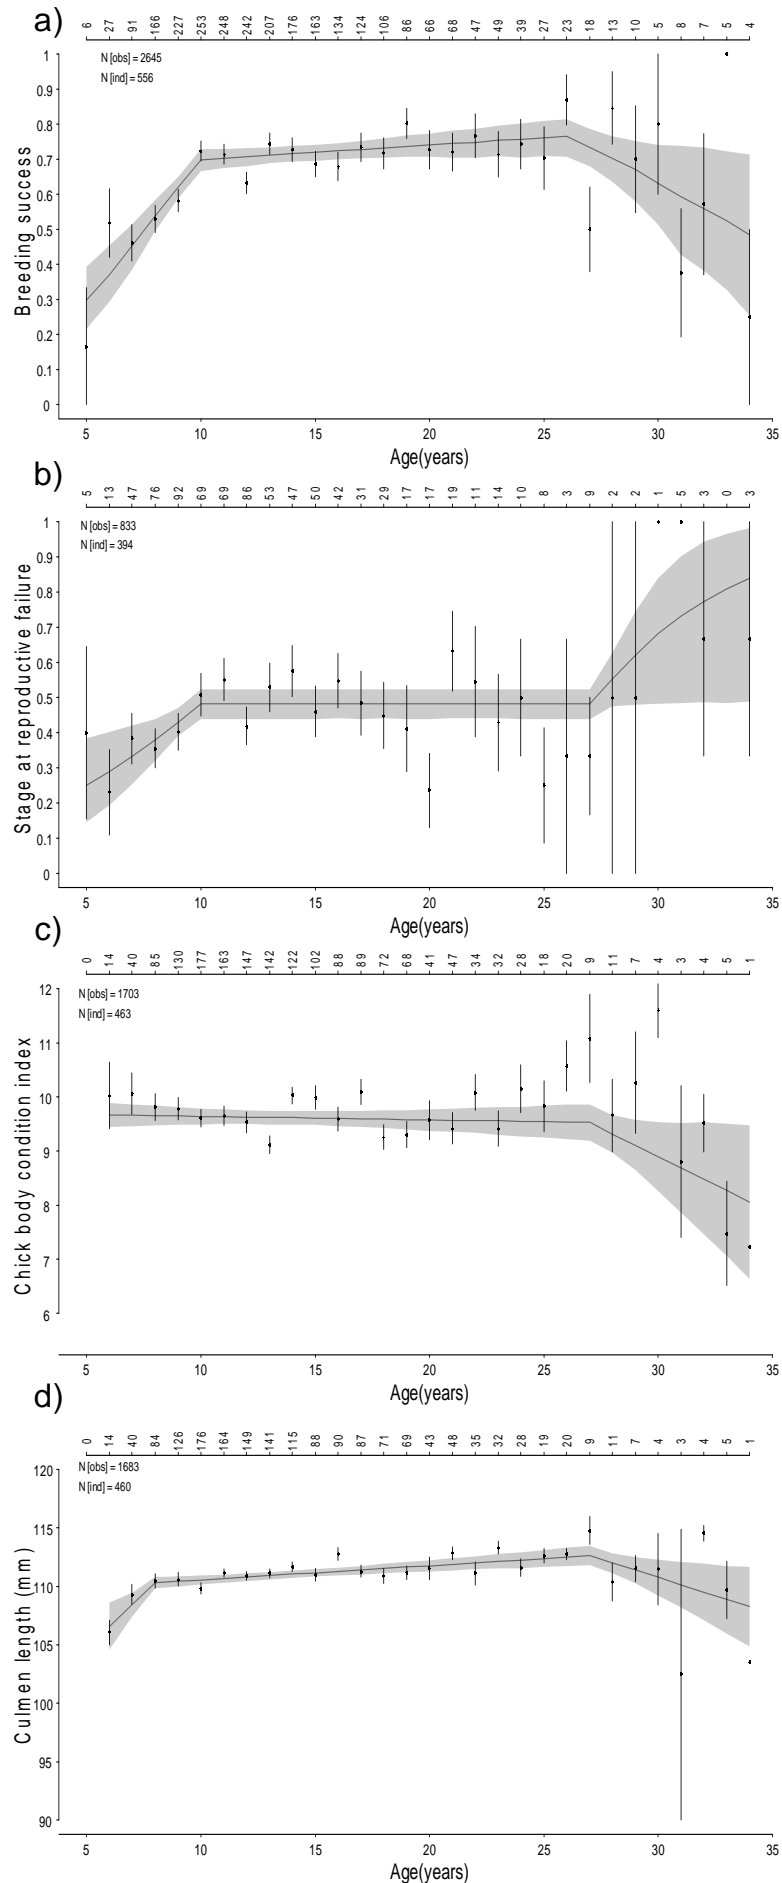 a)
6 27 91 166 227 253 248 242 207 176 163 134 124 106 86 66 68 47 49 39 27 23 18 13 10 5 8 7 5 4
N [obs] = 2645
N [ind] = 556
Breeding success
1
0.9
0.8
0.7
0.6
0.5
0.4
0.3
0.2
0.1
0
5 10 15 20 25 30 35
Age(years)
b)
5 13 47 76 92 69 69 86 53 47 50 42 31 29 17 17 19 11 14 10 8 3 9 2 2 1 5 3 0 3
N [obs] = 833
N [ind] = 394
Stage at reproductive failure
1
0.9
0.8
0.7
0.6
0.5
0.4
0.3
0.2
0.1
0
5 10 15 20 25 30 35
Age(years)
c)
0 14 40 85 130 177 163 147 142 122 102 88 89 72 68 41 47 34 32 28 18 20 9 11 7 4 3 4 5 1
N [obs] = 1703
N [ind] = 463
Chick body condition index
12
11
10
9
8
7
6
5 10 15 20 25 30 35
Age(years)
d)
0 14 40 84 126 176 164 149 141 115 88 90 87 71 69 43 48 35 32 28 19 20 9 11 7 4 3 4 5 1
N [obs] = 1683
N [ind] = 460
Culmen length (mm)
120
115
110
105
100
95
90
5 10 15 20 25 30 35
Age(years)